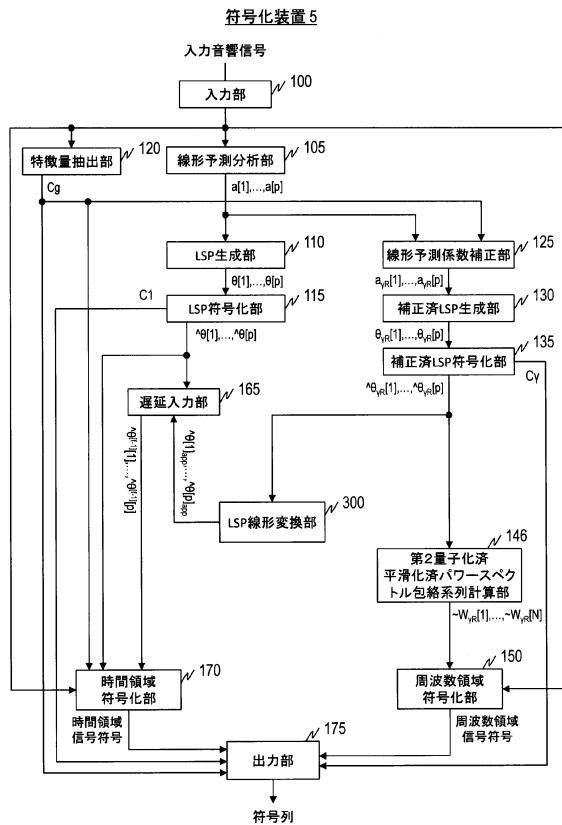 符号化装置5
入力音響信号
入力部
100
特徴量抽出部
120
線形予測分析部
105
Cg
a[1],...,a[p]
LSP生成部
110
線形予測係数補正部
125
θ[1],...,θ[p]
aγR[1],...,aγR[p]
C1
LSP符号化部
115
補正済LSP生成部
130
^θ[1],...,^θ[p]
θγR[1],...,θγR[p]
補正済LSP符号化部
135
Cγ
遅延入力部
165
^θγR[1],...,^θγR[p]
^θ[f-1][1],...,^θ[f-1][p]
^θ[1]app,...,^θ[p]app
LSP線形変換部
300
第2量子化済
平滑化済パワースペク
トル包絡系列計算部
146
~WγR[1],...,~WγR[N]
時間領域
符号化部
170
周波数領域
符号化部
150
時間領域
信号符号
周波数領域
信号符号
出力部
175
符号列